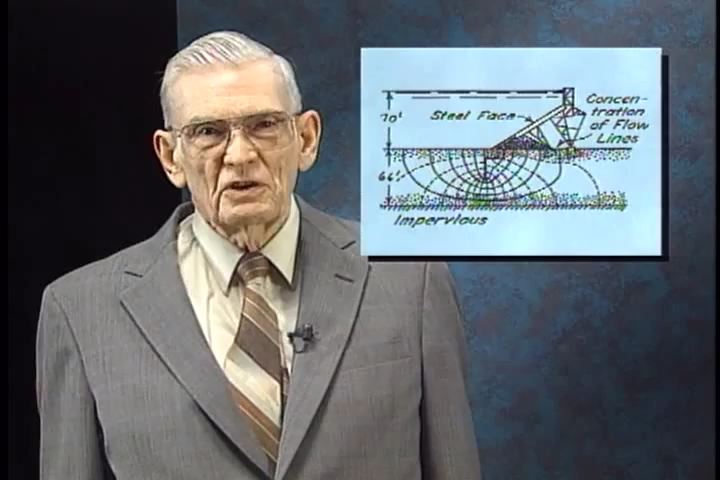 70'
Steel Face
Concen-
tration
of Flow
Lines
66'
Impervious